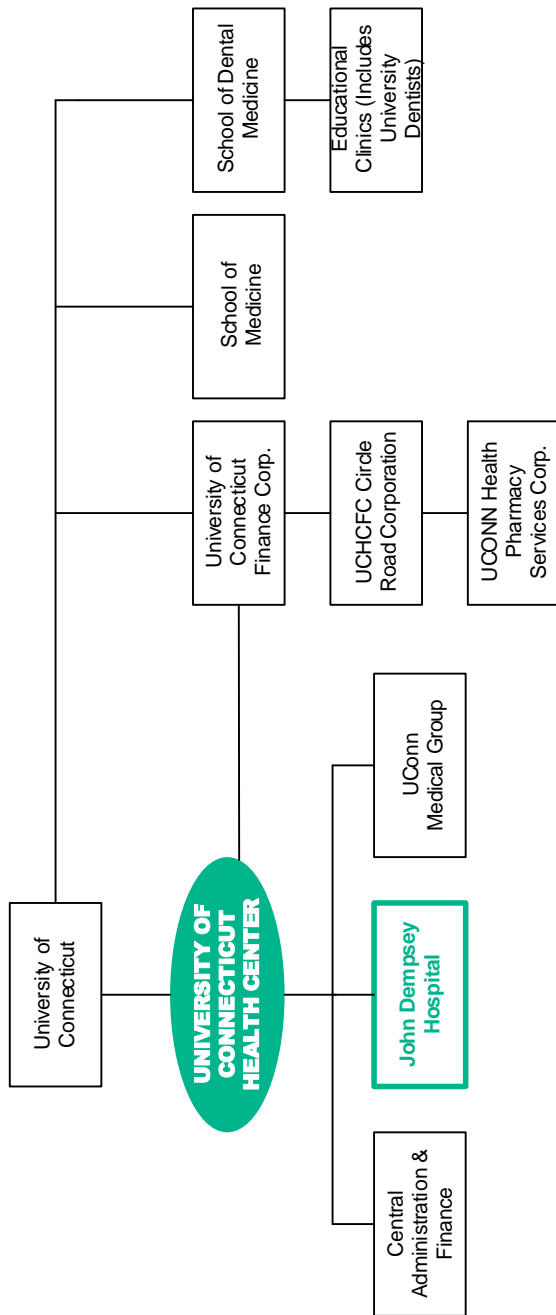 University of
Connecticut
UNIVERSITY OF
CONNECTICUT
HEALTH CENTER
University of
Connecticut
Finance Corp.
School of
Medicine
School of Dental
Medicine
Central
Administration &
Finance
John Dempsey
Hospital
UConn
Medical Group
UCHCFC Cirde
Road Corporation
Educational
Clinics (Includes
University
Dentists)
UCONN Health
Pharmacy
Services Corp.